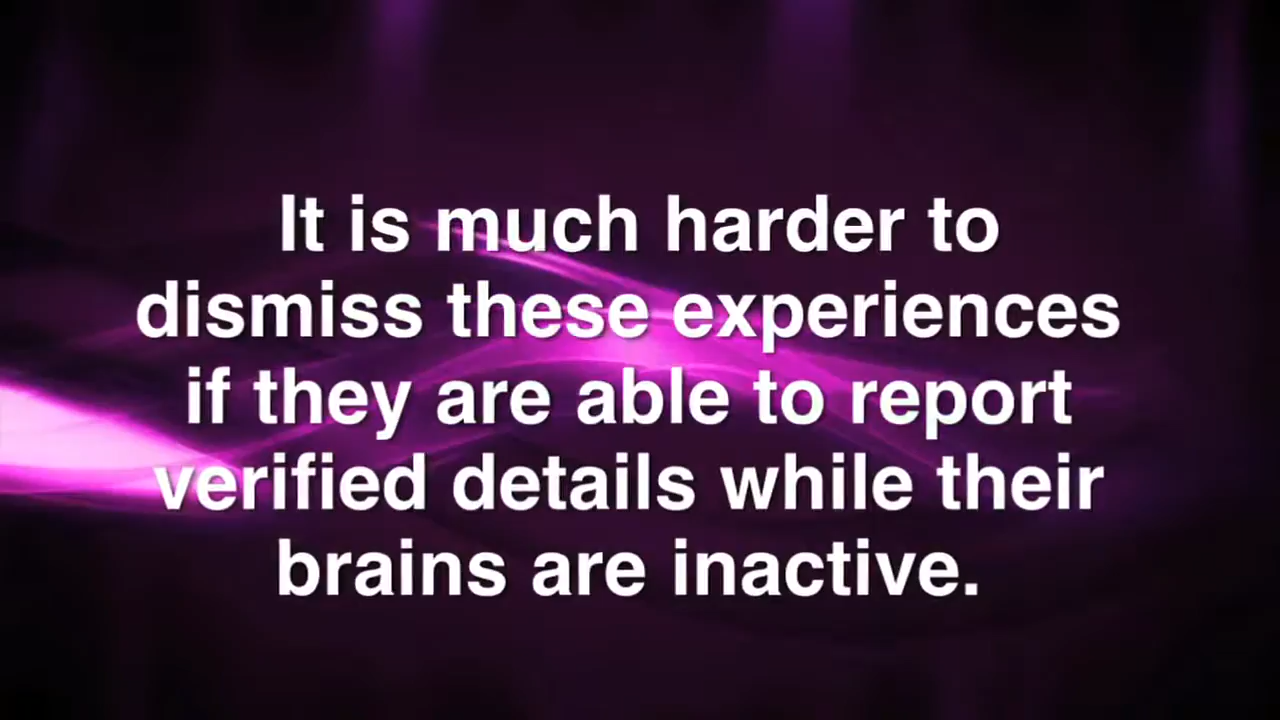 It is much harder to
dismiss these experiences
if they are able to report
verified details while their
brains are inactive.